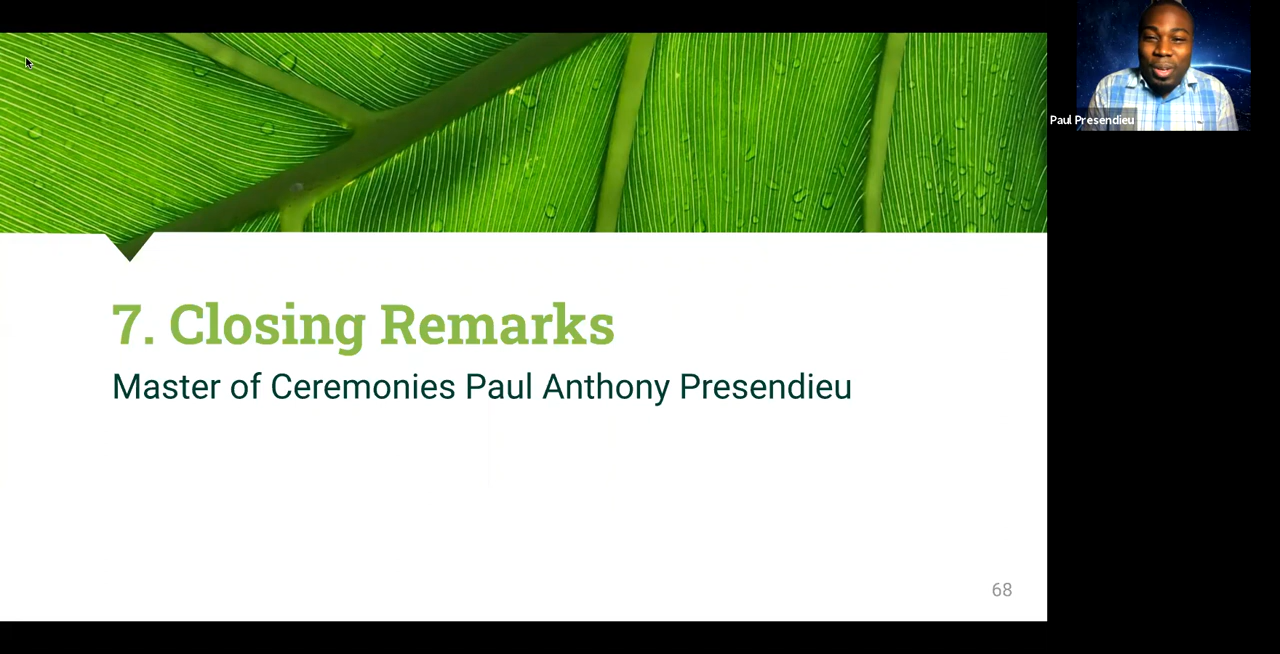 Paul Presendieu
7. Closing Remarks
Master of Ceremonies Paul Anthony Presendieu
68